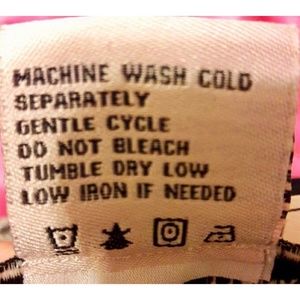 MACHINE WASH COLD
SEPARATELY
GENTLE CYCLE
DO NOT BLEACH
TUMBLE DRY LOW
LOW IRON IF NEEDED